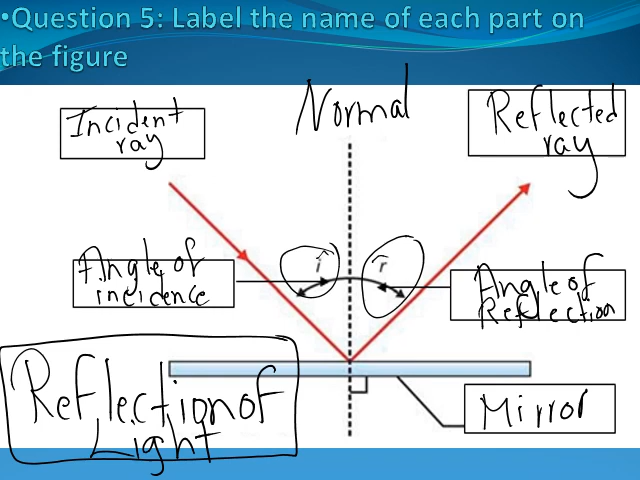 •Question 5: Label the name of each part on
the figure
Normal
Incident
ray
Reflected
ray
i
r
Angle of
incidence
Angle of
Reflection
Reflection of
Light
Mirror